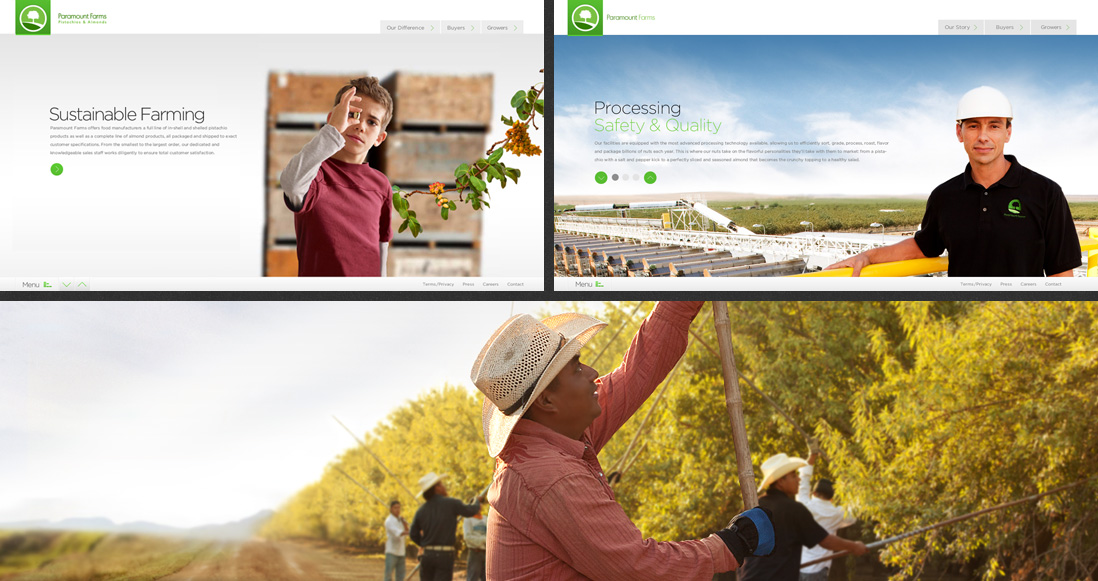 Paramount Farms
Pistachios & Almonds
Our Difference
Buyers
Growers
Sustainable Farming
Paramount Farms offers food manufacturers a full line of in-shell and shelled pistachio
products as well as a complete line of almond products, all packaged and shipped to exact
customer specifications. From the smallest to the largest order, our dedicated and
knowledgeable sales staff works diligently to ensure total customer satisfaction.
Menu
Terms/Privacy
Press
Careers
Contact
Paramount Farms
Our Story
Buyers
Growers
Processing
Safety & Quality
Our facilities are equipped with the most advanced processing technology available, allowing us to efficiently sort, grade, process, roast, flavor
and package billions of nuts each year. This is where our nuts take on the flavorful personalities they'll take with them to market: from a pista-
chio with a salt and pepper kick to a perfectly diced and seasoned almond that becomes the crunchy topping to a healthy salad.
Menu
Terms/Privacy
Press
Careers
Contact